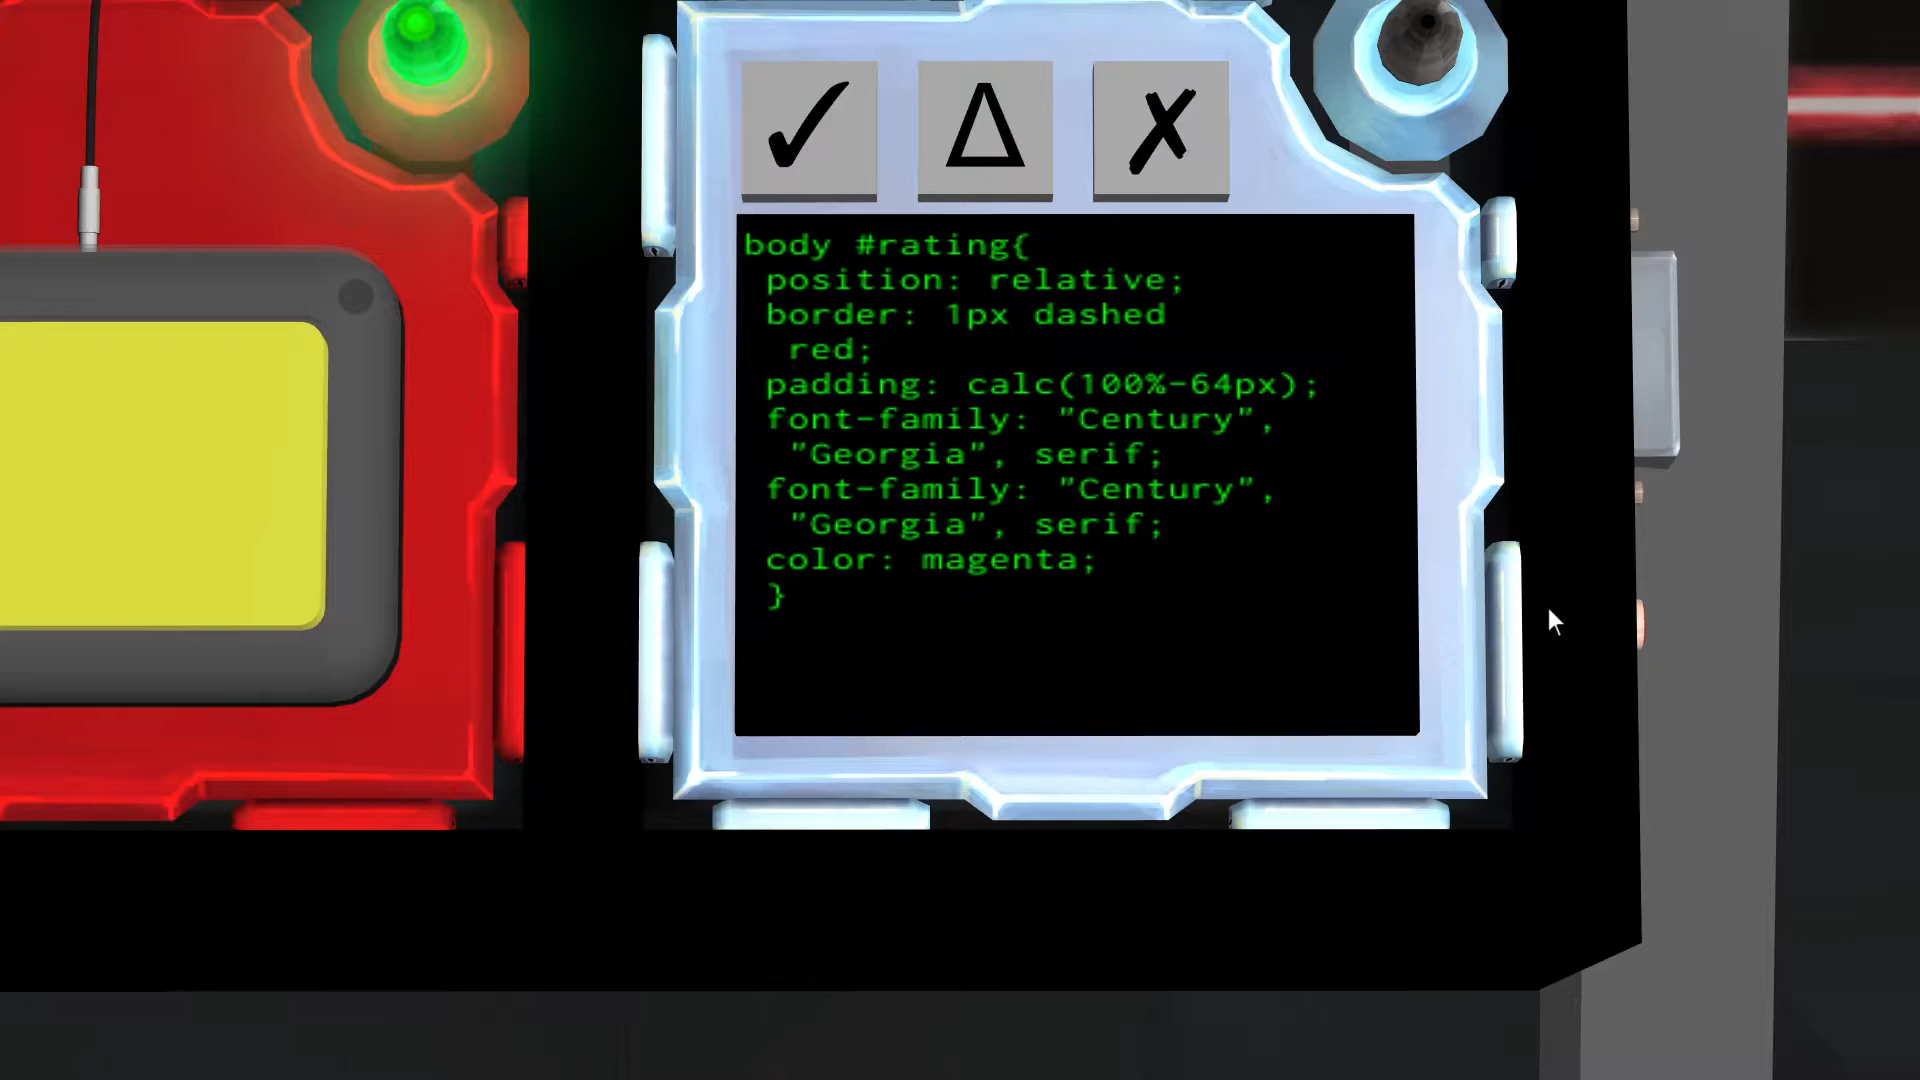 ✓ Δ ✗
body #rating{
position: relative;
border: 1px dashed
red;
padding: calc(100%-64px);
font-family: "Century",
"Georgia", serif;
font-family: "Century",
"Georgia", serif;
color: magenta;
}